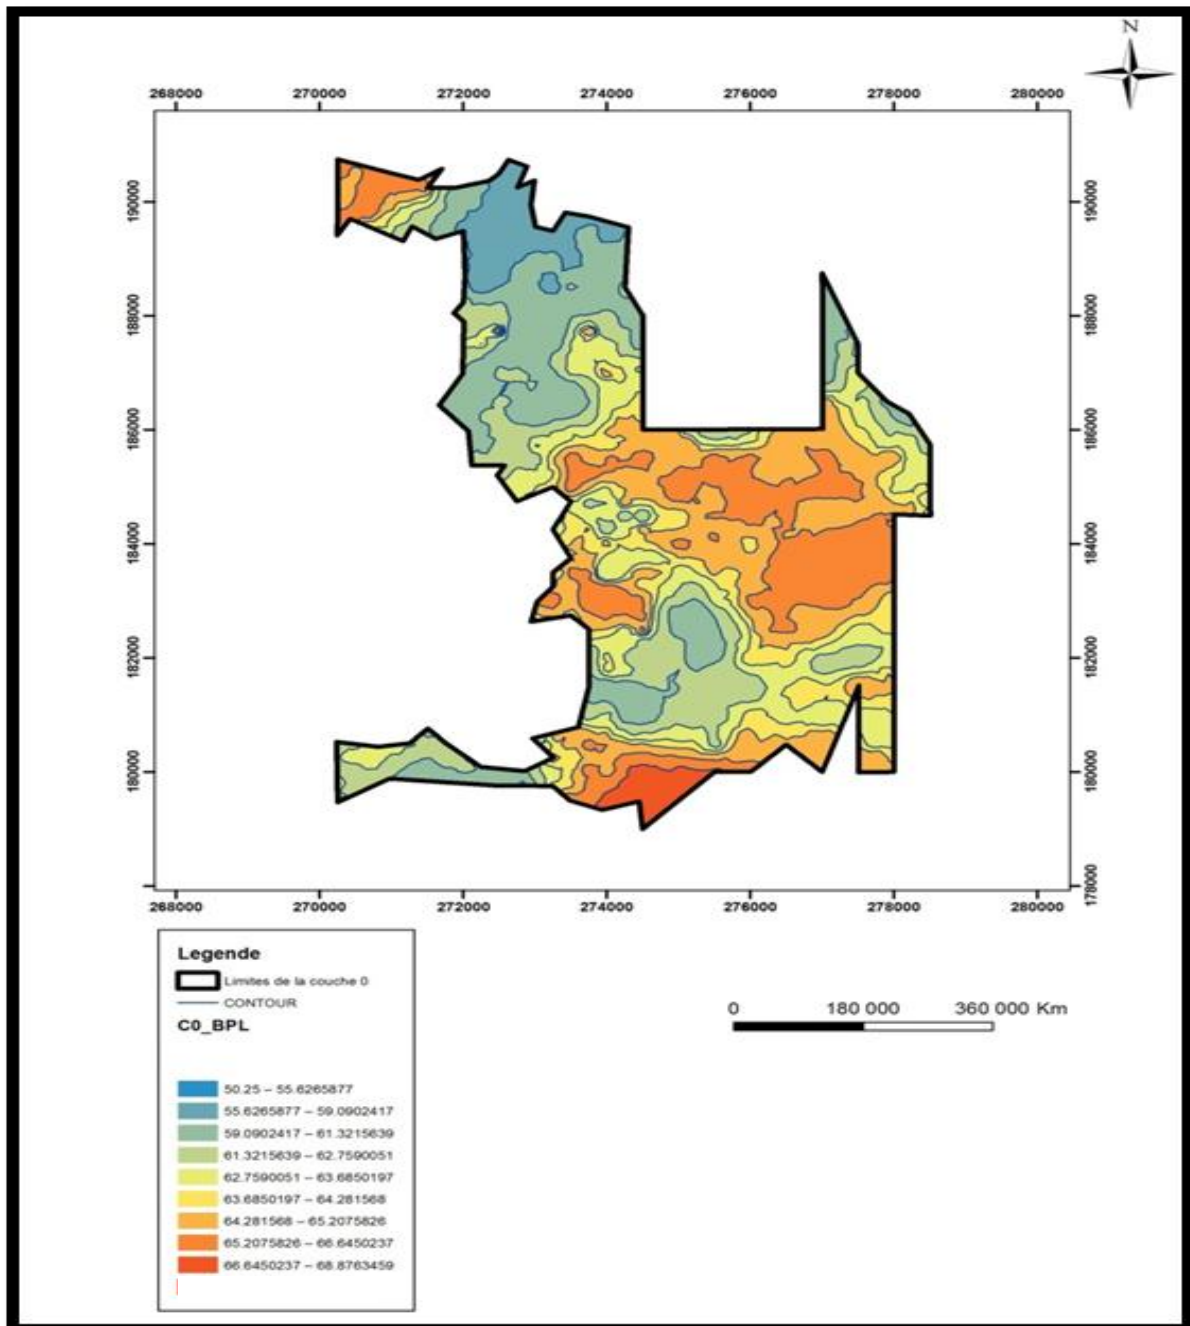 N
268000 270000 272000 274000 276000 278000 280000
190000 190000
188000 188000
186000 186000
184000 184000
182000 182000
180000 180000
178000
268000 270000 272000 274000 276000 278000 280000
Legende
Limites de la couche 0
CONTOUR
C0_BPL
0 180 000 360 000 Km
50.25 – 55.6265877
55.6265877 – 59.0902417
59.0902417 – 61.3215639
61.3215639 – 62.7590051
62.7590051 – 63.6850197
63.6850197 – 64.281568
64.281568 – 65.2075826
65.2075826 – 66.6450237
66.6450237 – 68.8763459